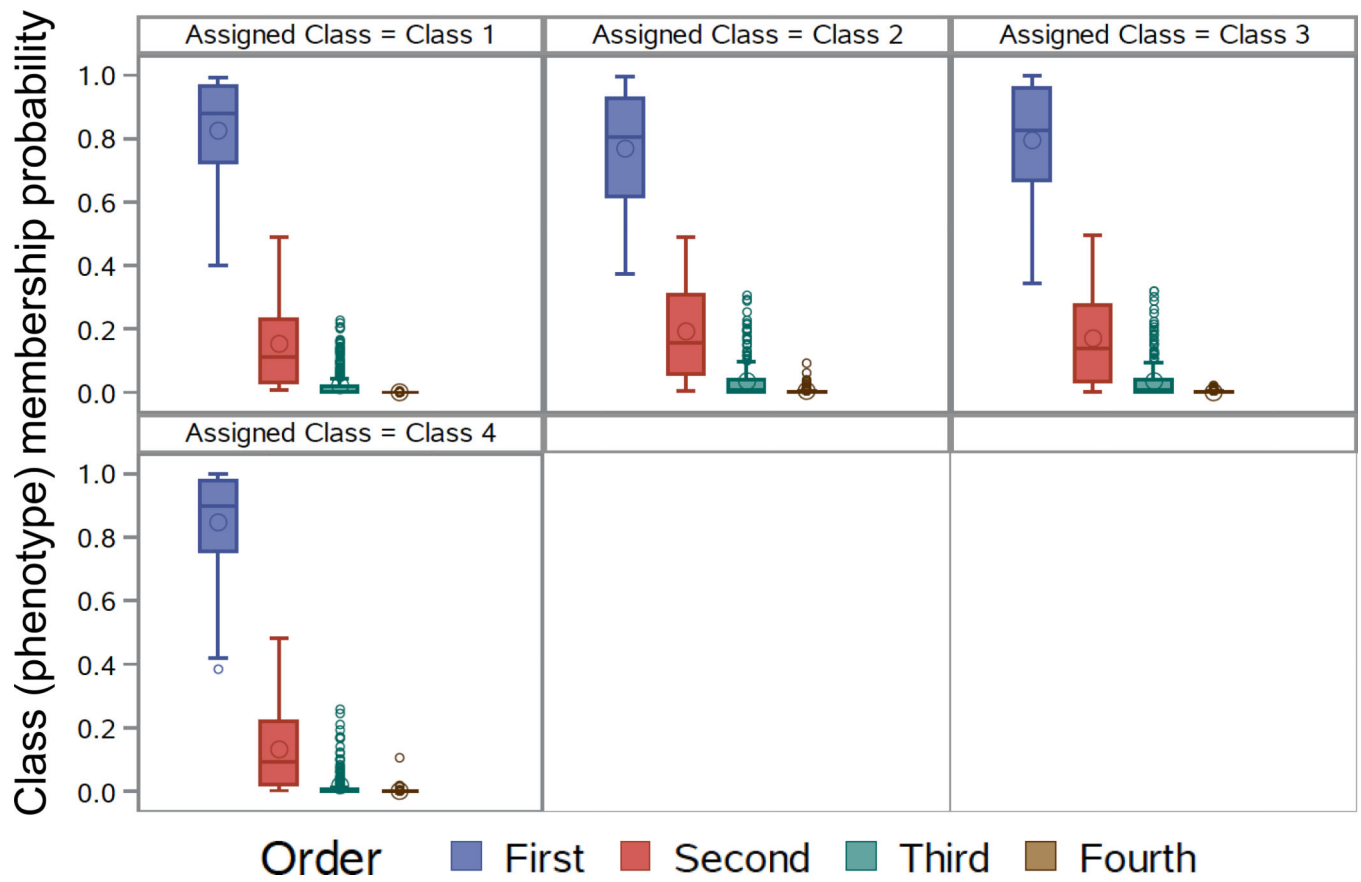 Class (phenotype) membership probability
Assigned Class = Class 1
Assigned Class = Class 2
Assigned Class = Class 3
1.0
0.8
0.6
0.4
0.2
0.0
Assigned Class = Class 4
1.0
0.8
0.6
0.4
0.2
0.0
Order First Second Third Fourth